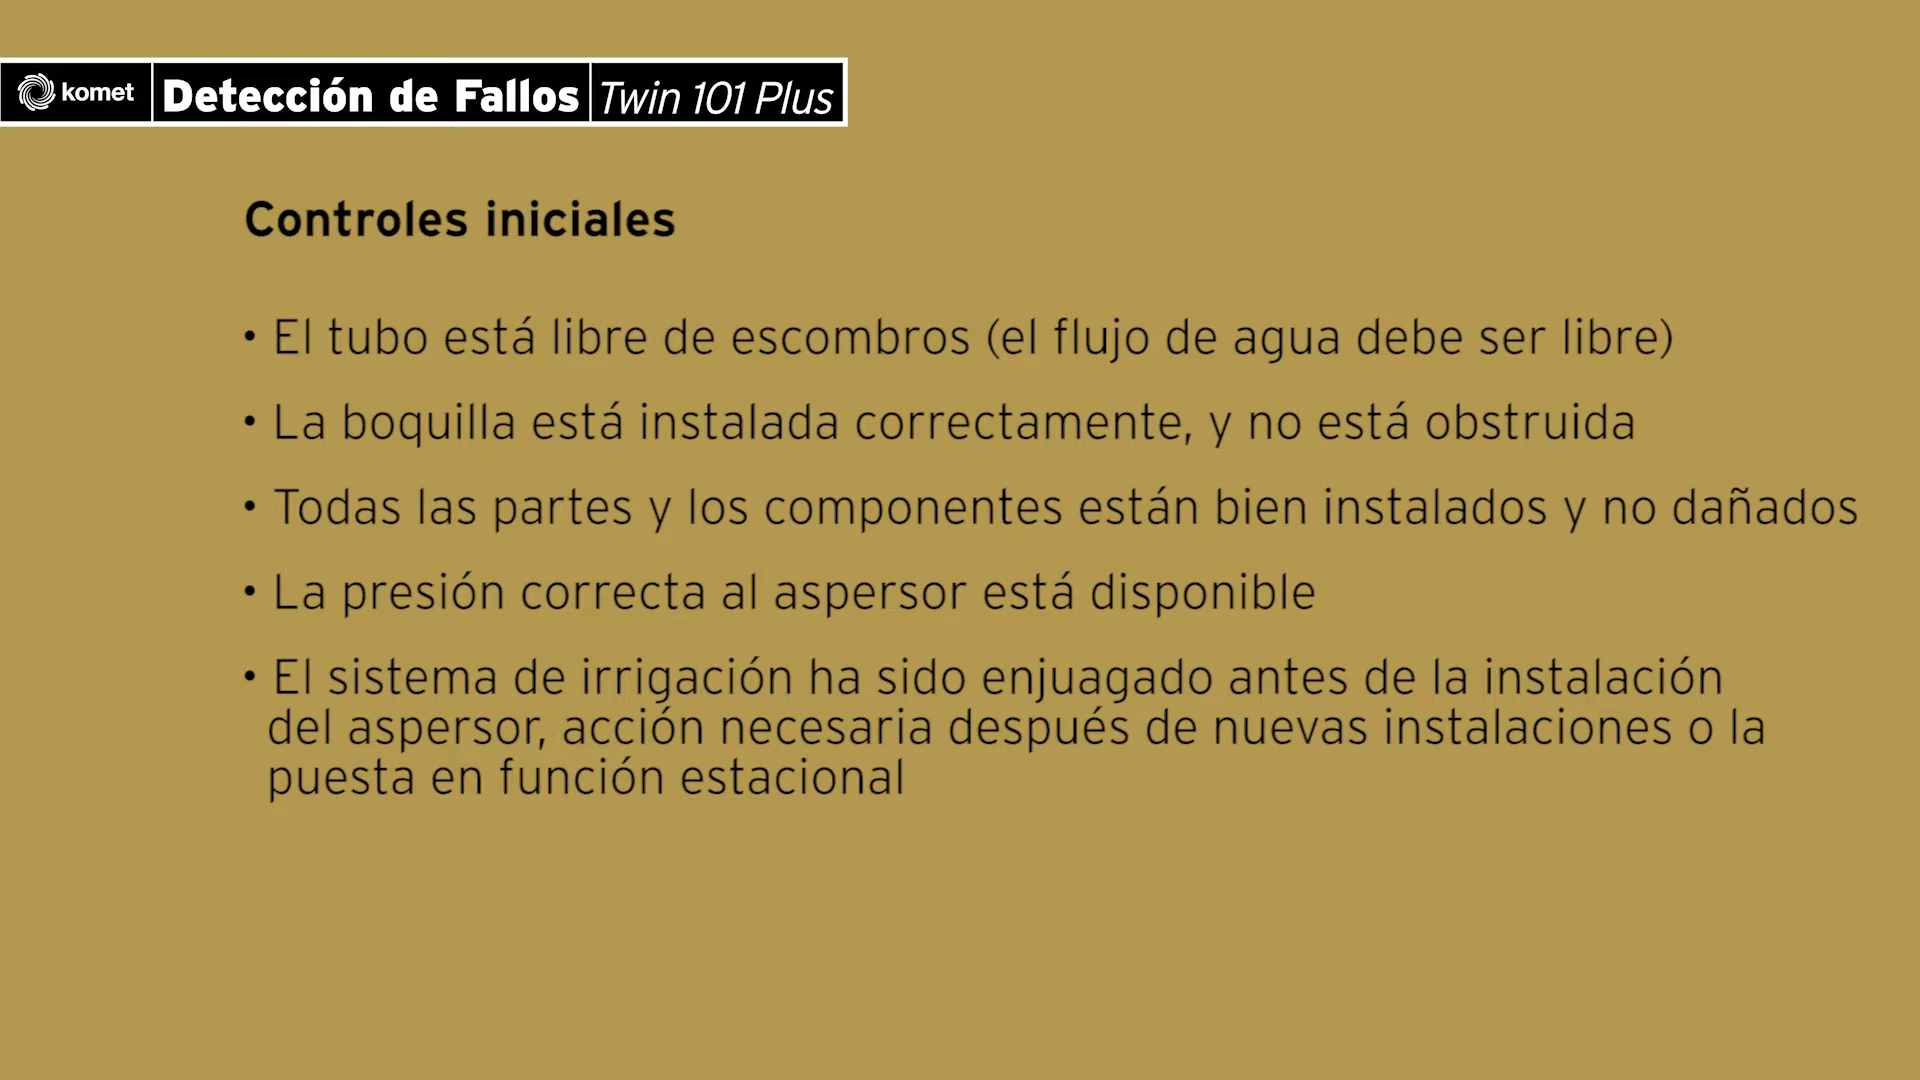 komet Detección de Fallos Twin 101 Plus
Controles iniciales
• El tubo está libre de escombros (el flujo de agua debe ser libre)
• La boquilla está instalada correctamente, y no está obstruida
• Todas las partes y los componentes están bien instalados y no dañados
• La presión correcta al aspersor está disponible
• El sistema de irrigación ha sido enjuagado antes de la instalación
del aspersor, acción necesaria después de nuevas instalaciones o la
puesta en función estacional